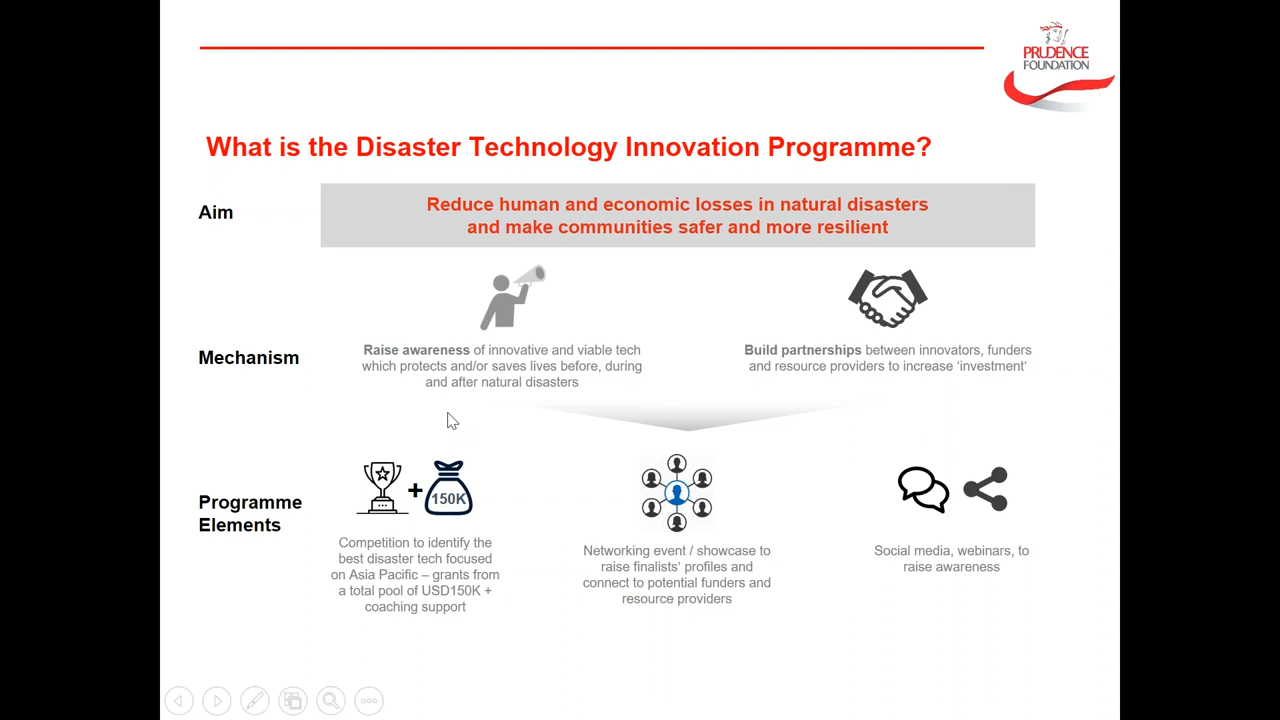 PRUDENCE
FOUNDATION
What is the Disaster Technology Innovation Programme?
Aim
Reduce human and economic losses in natural disasters
and make communities safer and more resilient
Mechanism
Raise awareness of innovative and viable tech
which protects and/or saves lives before, during
and after natural disasters
Build partnerships between innovators, funders
and resource providers to increase ‘investment’
Programme
Elements
150K
Competition to identify the
best disaster tech focused
on Asia Pacific – grants from
a total pool of USD150K +
coaching support
Networking event / showcase to
raise finalists’ profiles and
connect to potential funders and
resource providers
Social media, webinars, to
raise awareness